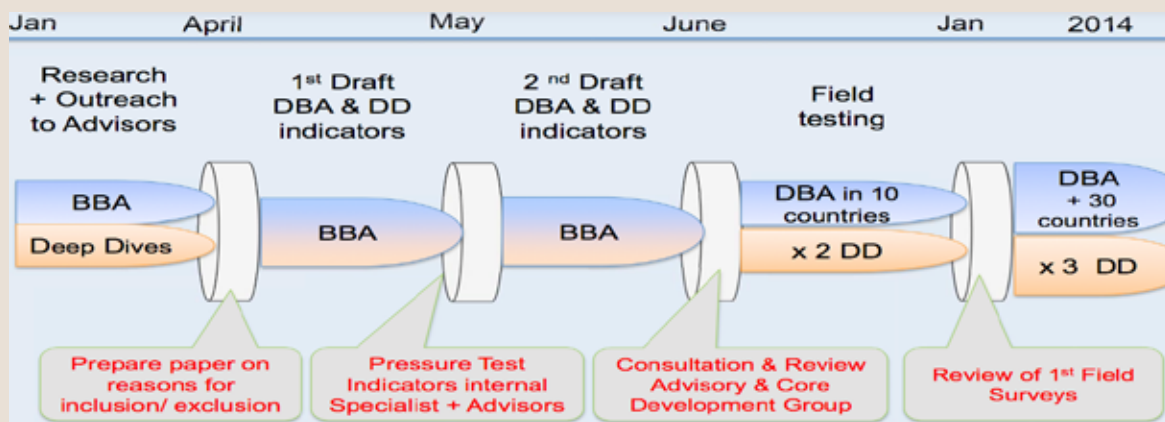 Jan April May June Jan 2014
Research
+ Outreach
to Advisors
1st Draft
DBA & DD
indicators
2 nd Draft
DBA & DD
indicators
Field
testing
BBA
Deep Dives
BBA
BBA
DBA in 10
countries
x 2 DD
DBA
+ 30
countries
x 3 DD
Prepare paper on
reasons for
inclusion/ exclusion
Pressure Test
Indicators internal
Specialist + Advisors
Consultation & Review
Advisory & Core
Development Group
Review of 1st Field
Surveys